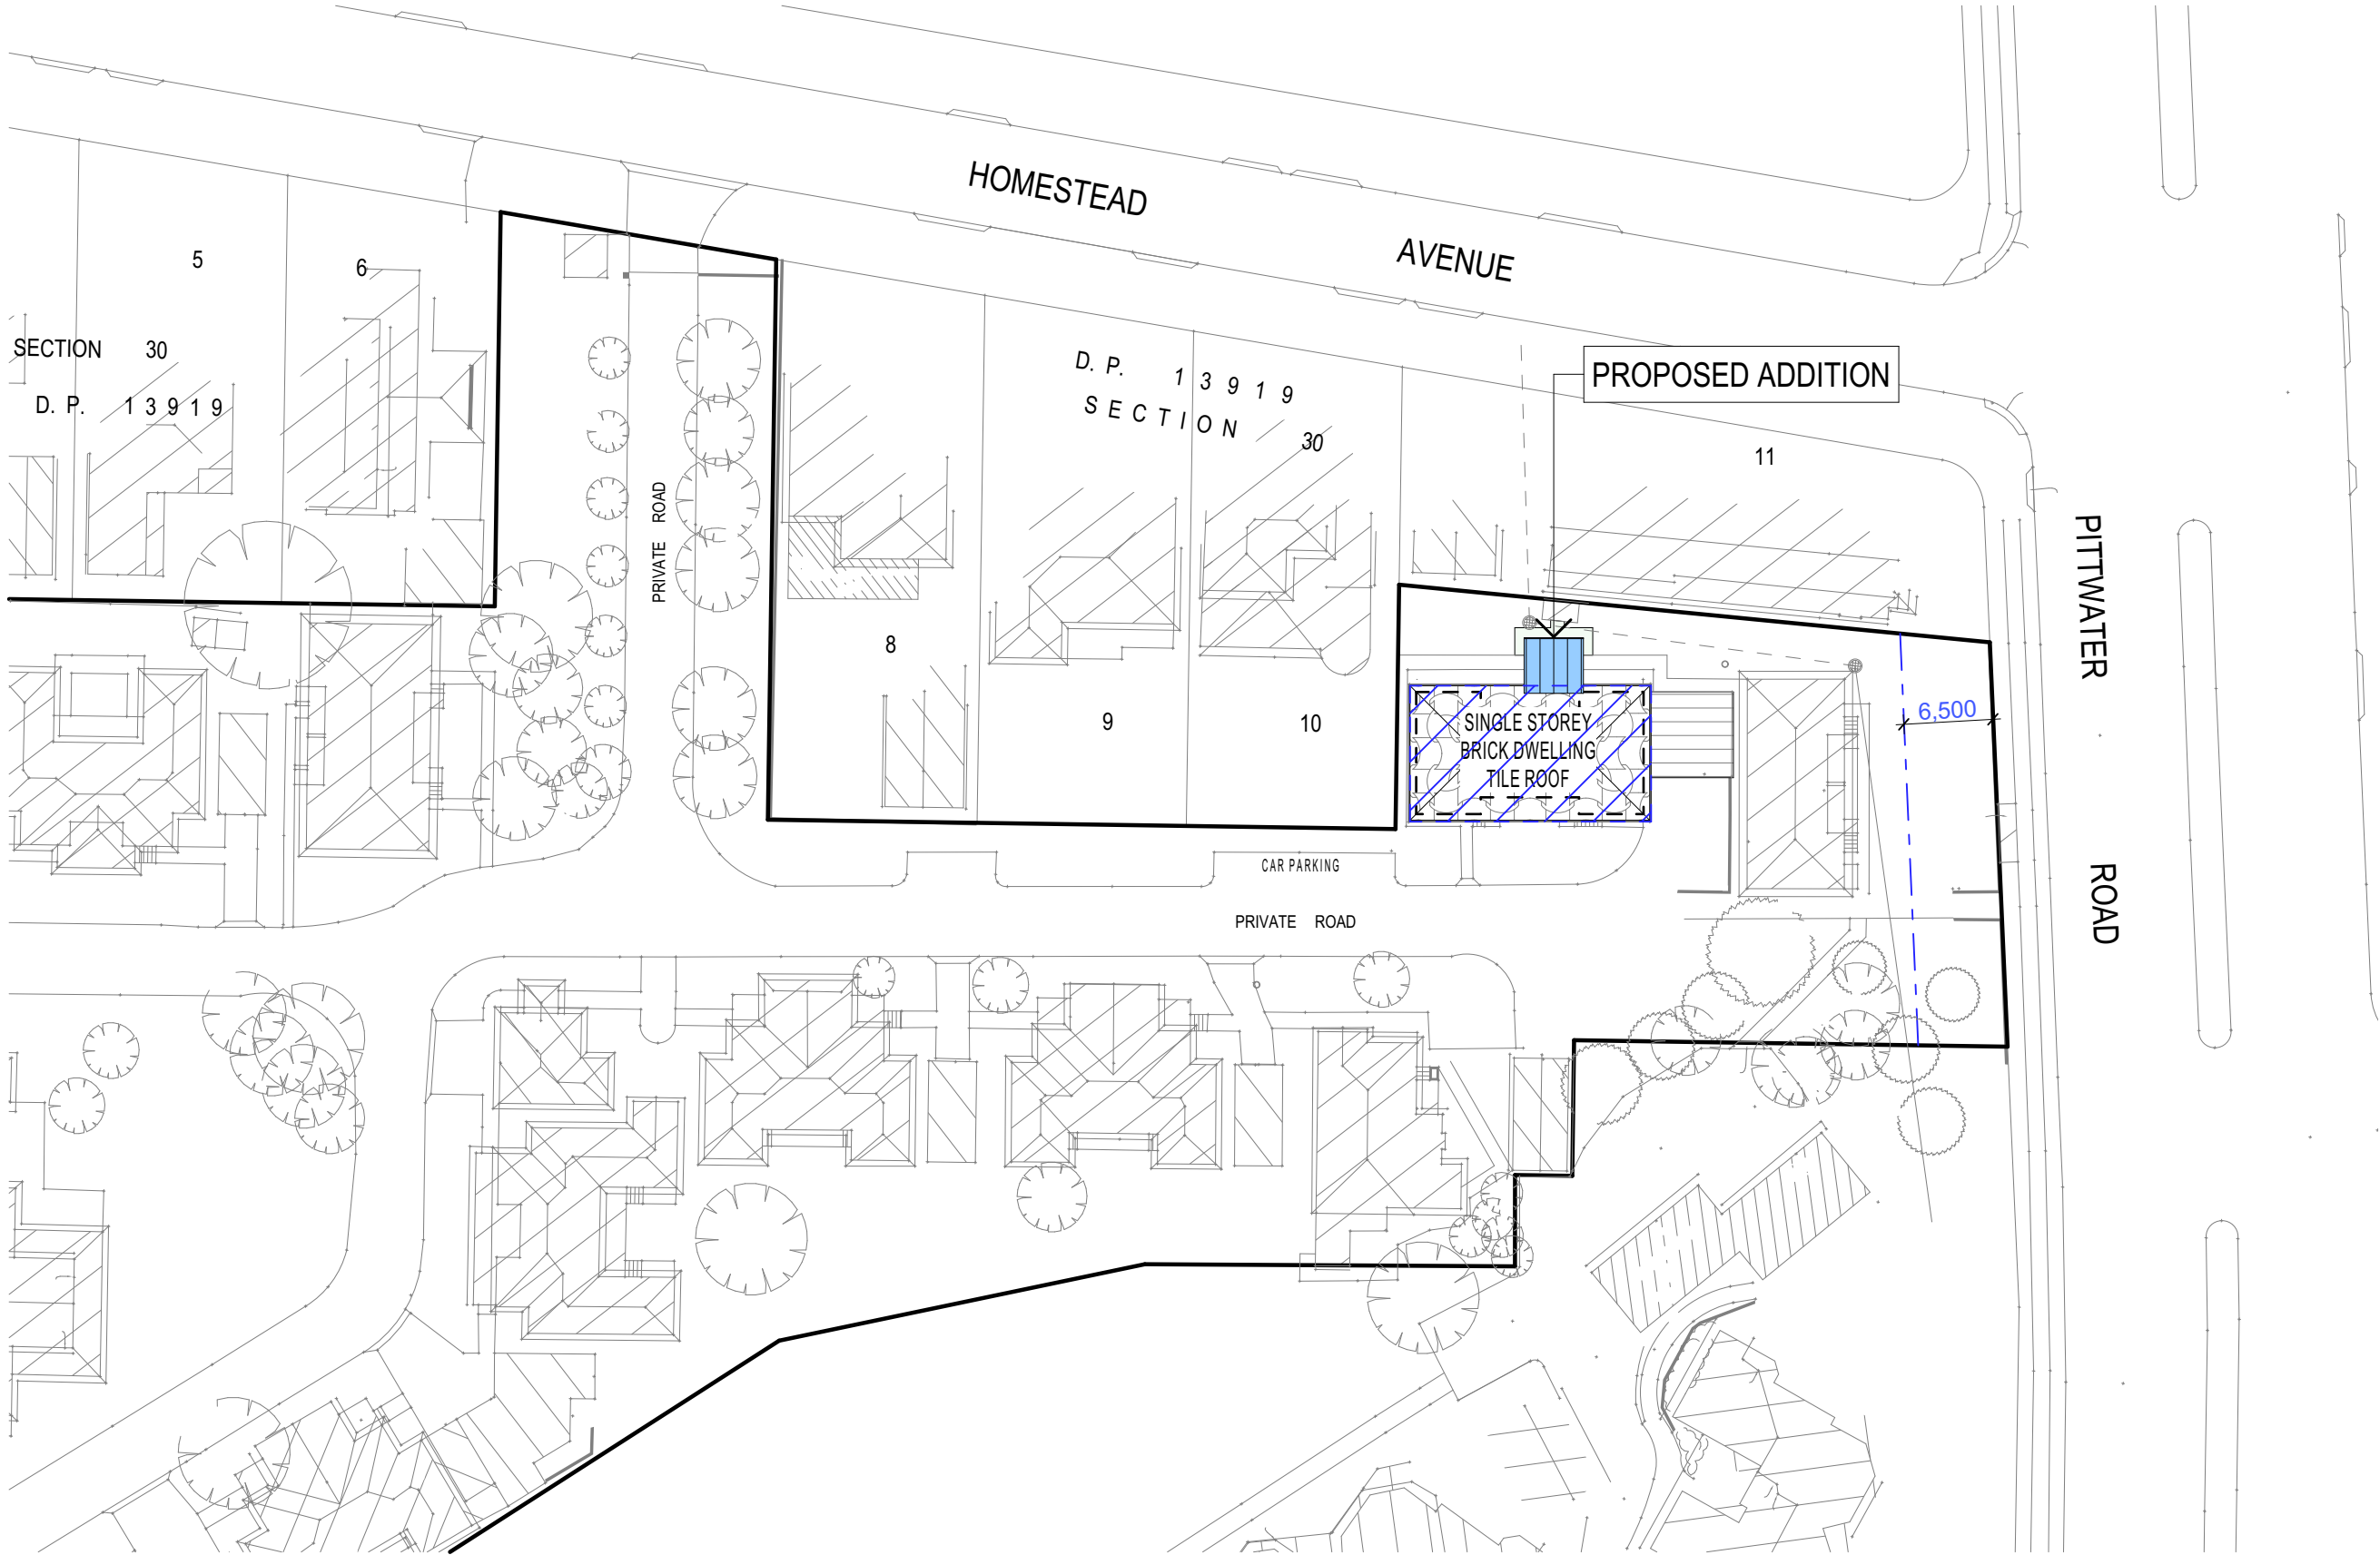 HOMESTEAD
AVENUE
5
6
SECTION 30
D. P. 1 3 9 1 9
PRIVATE ROAD
D. P. 1 3 9 1 9
S E C T I O N 30
PROPOSED ADDITION
11
PITTWATER
ROAD
8
9
10
SINGLE STOREY
BRICK DWELLING
TILE ROOF
6,500
CAR PARKING
PRIVATE ROAD